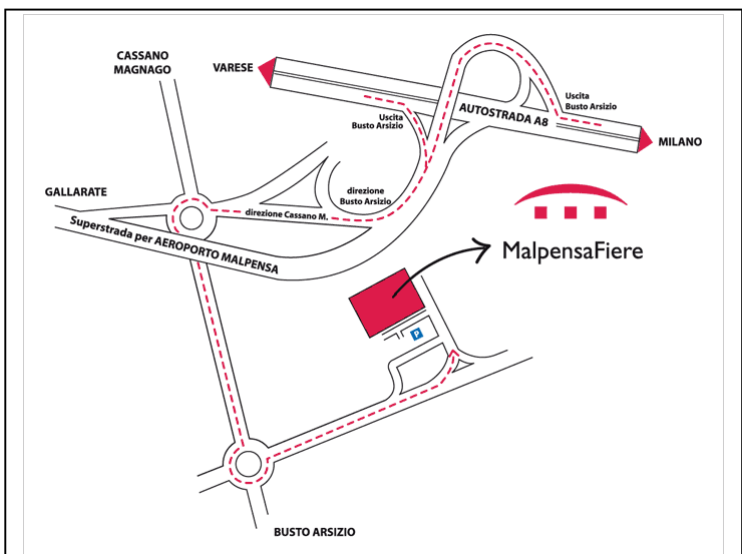 CASSANO
MAGNAGO
VARESE
Uscita
Busto Arsizio
AUTOSTRADA A8
Uscita
Busto Arsizio
MILANO
GALLARATE
direzione
Busto Arsizio
direzione Cassano M.
Superstrada per AEROPORTO MALPENSA
MalpensaFiere
P
BUSTO ARSIZIO